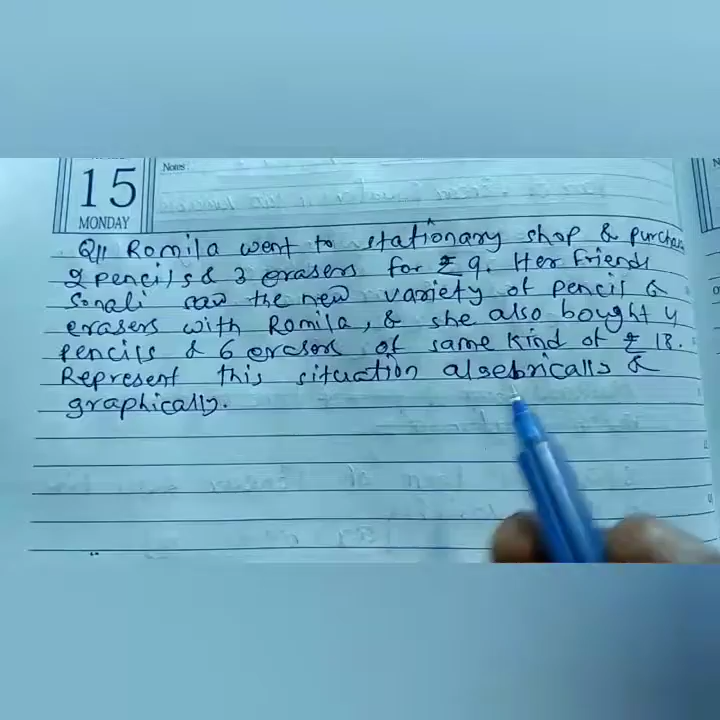 15
MONDAY
Notes:
Q11 Romila went to stationary shop & purchase
2 pencils & 3 erasers for ₹ 9. Her Friends
Sonali saw the new variety of pencil &
erasers with Romila, & she also bought 4
pencils & 6 erasers of same kind of ₹ 18.
Represent this situation algebrically &
graphically.